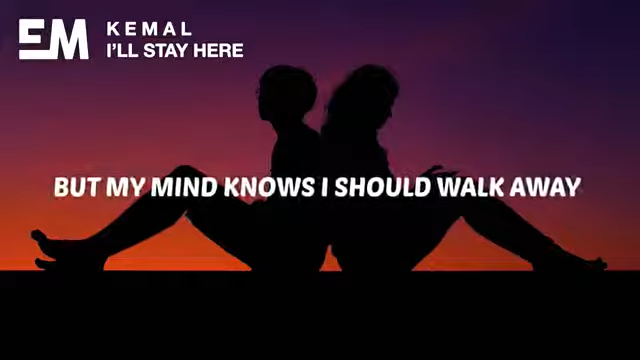 EM
KEMAL
I'LL STAY HERE
BUT MY MIND KNOWS I SHOULD WALK AWAY